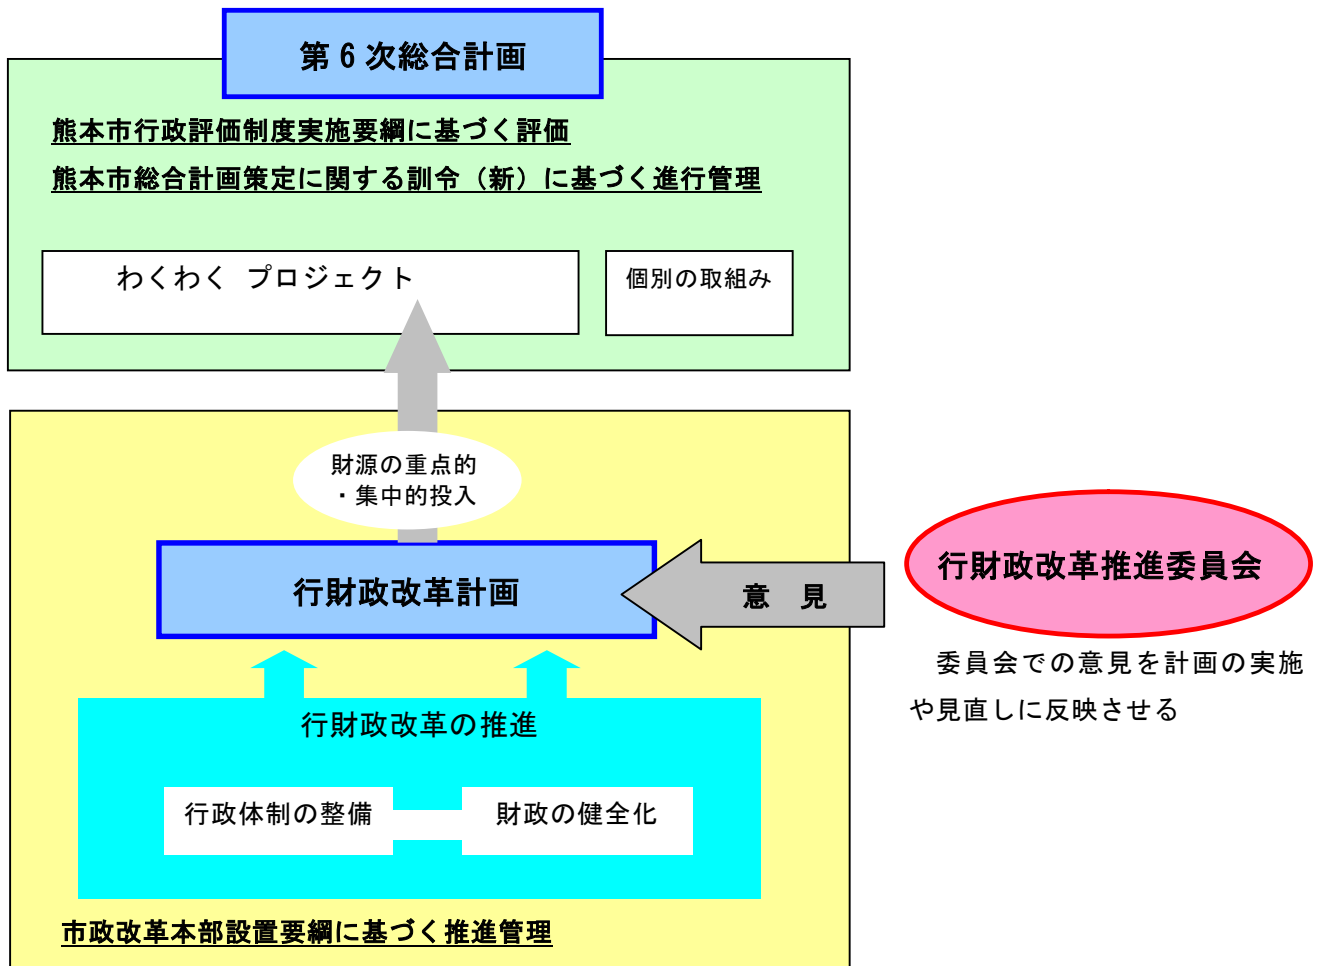 第６次総合計画
熊本市行政評価制度実施要綱に基づく評価
熊本市総合計画策定に関する訓令（新）に基づく進行管理
わくわく プロジェクト
個別の取組み
財源の重点的
・集中的投入
行財政改革計画
意　見
行財政改革推進委員会
委員会での意見を計画の実施
や見直しに反映させる
行財政改革の推進
行政体制の整備
財政の健全化
市政改革本部設置要綱に基づく推進管理